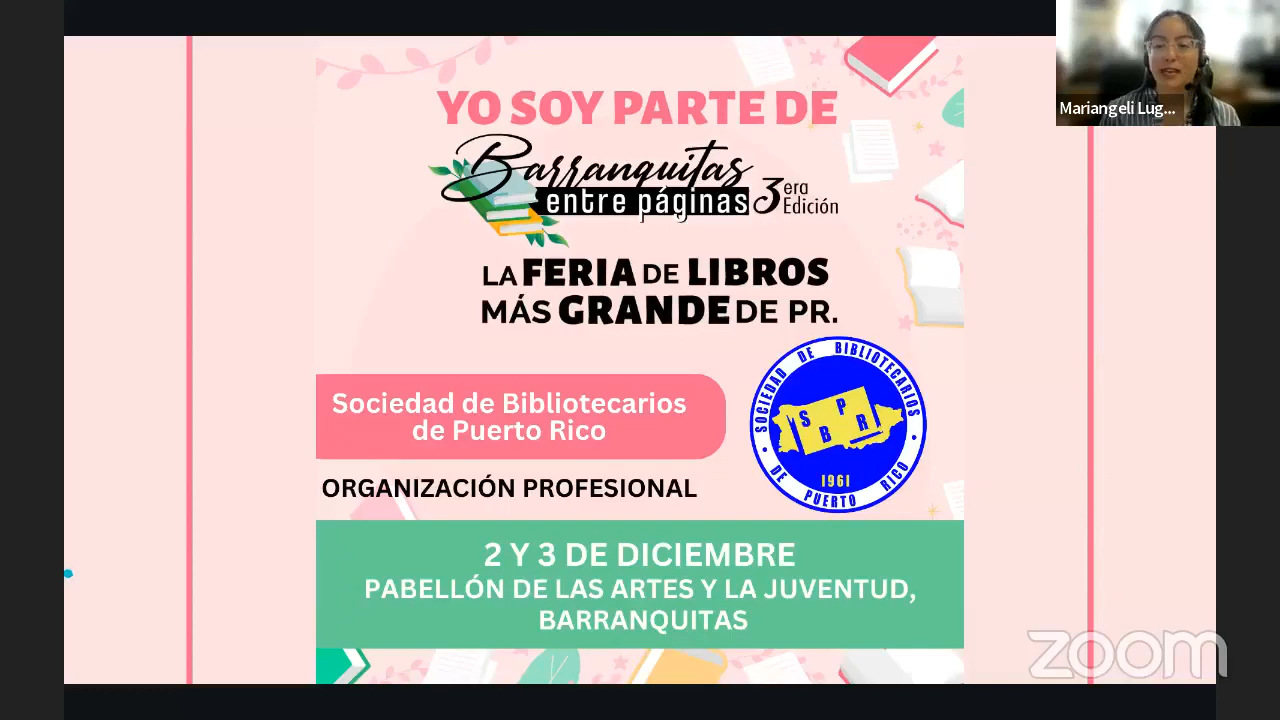 YO SOY PARTE DE
Barranquitas
entre páginas
3era Edición
LA FERIA DE LIBROS
MÁS GRANDE DE PR.
SOCIEDAD DE BIBLIOTECARIOS
S P
B R
1961
DE PUERTO RICO
Sociedad de Bibliotecarios
de Puerto Rico
ORGANIZACIÓN PROFESIONAL
2 Y 3 DE DICIEMBRE
PABELLÓN DE LAS ARTES Y LA JUVENTUD,
BARRANQUITAS
Mariangeli Lug...
zoom